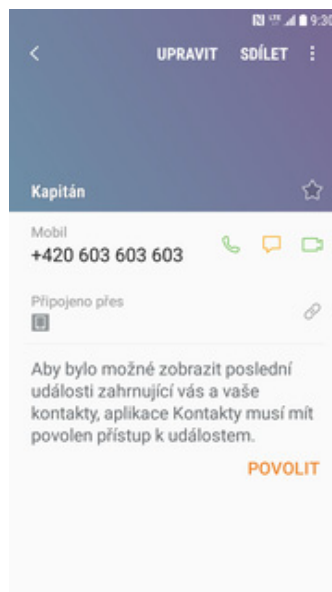 LTE 9:30
UPRAVIT SDÍLET
Kapitán
Mobil
+420 603 603 603
Připojeno přes
Aby bylo možné zobrazit poslední
události zahrnující vás a vaše
kontakty, aplikace Kontakty musí mít
povolen přístup k událostem.
POVOLIT